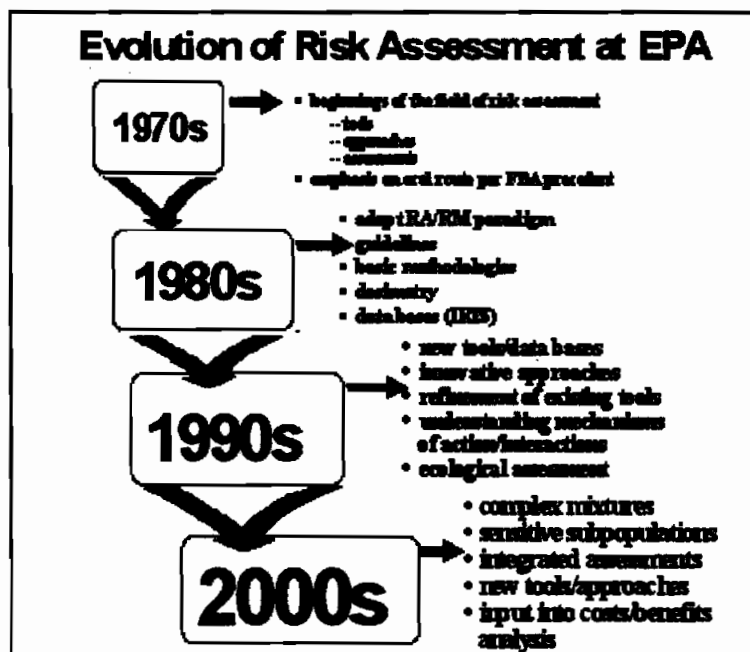 Evolution of Risk Assessment at EPA
1970s
• beginnings of the field of risk assessment
-- tools
-- approaches
-- assessments
• emphasis on oral route per FDA precedent
1980s
• adopt RA/RM paradigm
• guidelines
• basic methodologies
• dosimetry
• databases (IRIS)
1990s
• new tools/data bases
• innovative approaches
• refinement of existing tools
• understanding mechanisms
of action/interactions
• ecological assessment
2000s
• complex mixtures
• sensitive subpopulations
• integrated assessments
• new tools/approaches
• input into costs/benefits
analysis